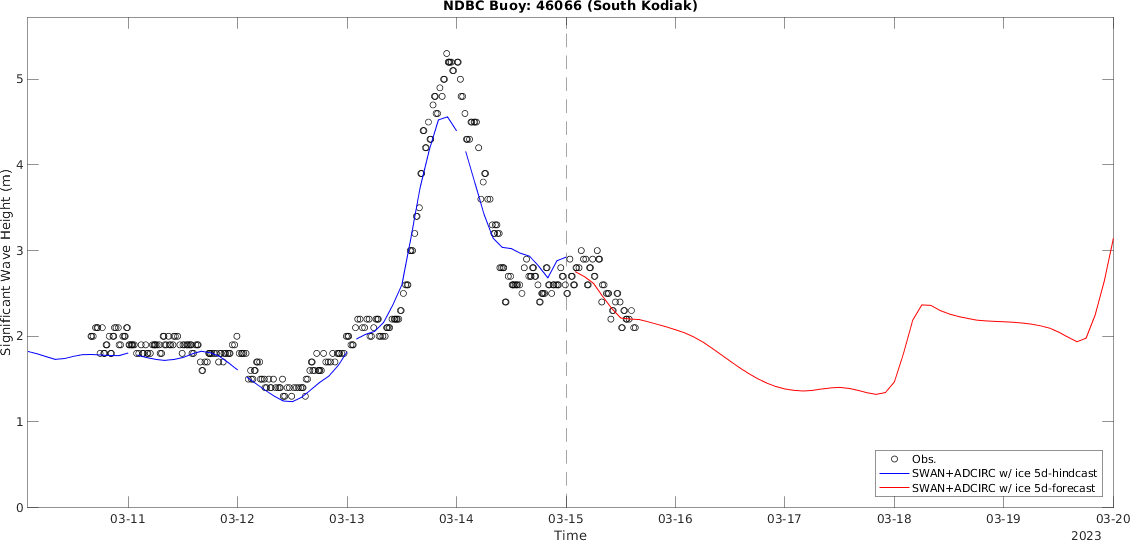 NDBC Buoy: 46066 (South Kodiak)
Significant Wave Height (m)
5
4
3
2
1
0
Obs.
SWAN+ADCIRC w/ ice 5d-hindcast
SWAN+ADCIRC w/ ice 5d-forecast
03-11 03-12 03-13 03-14 03-15 03-16 03-17 03-18 03-19 03-20
Time
2023